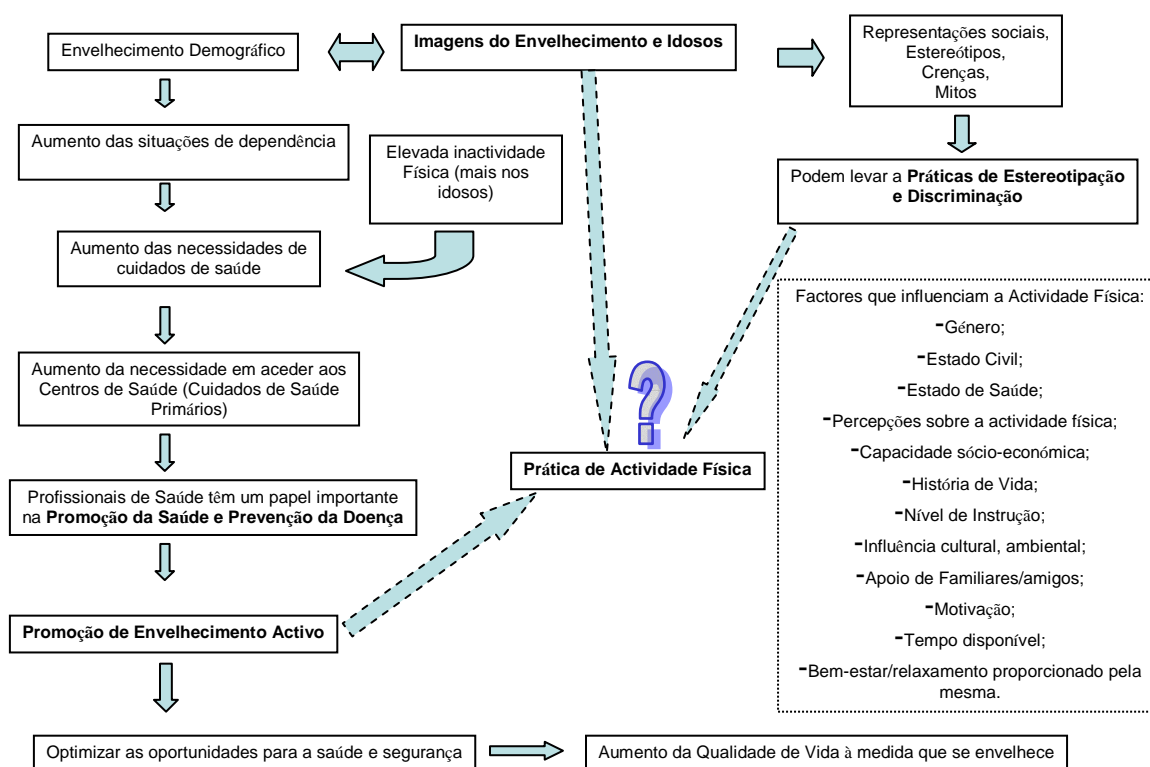 Envelhecimento Demográfico
Imagens do Envelhecimento e Idosos
Representações sociais,
Estereótipos,
Crenças,
Mitos
Aumento das situações de dependência
Elevada inactividade
Física (mais nos
idosos)
Podem levar a Práticas de Estereotipação
e Discriminação
Aumento das necessidades de
cuidados de saúde
Aumento da necessidade em aceder aos
Centros de Saúde (Cuidados de Saúde
Primários)
?
Prática de Actividade Física
Profissionais de Saúde têm um papel importante
na Promoção da Saúde e Prevenção da Doença
Promoção de Envelhecimento Activo
Factores que influenciam a Actividade Física:
-Género;
-Estado Civil;
-Estado de Saúde;
-Percepções sobre a actividade física;
-Capacidade sócio-económica;
-História de Vida;
-Nível de Instrução;
-Influência cultural, ambiental;
-Apoio de Familiares/amigos;
-Motivação;
-Tempo disponível;
-Bem-estar/relaxamento proporcionado pela
mesma.
Optimizar as oportunidades para a saúde e segurança
Aumento da Qualidade de Vida à medida que se envelhece